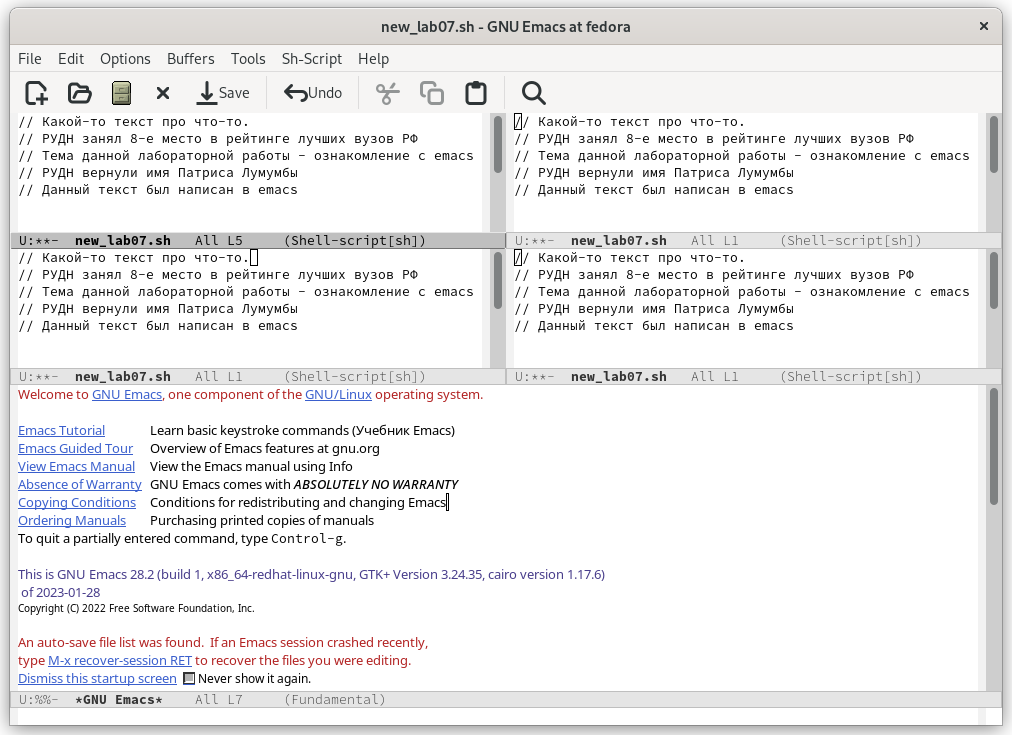 new_lab07.sh - GNU Emacs at fedora
File Edit Options Buffers Tools Sh-Script Help
Save Undo
// Какой-то текст про что-то.
// РУДН занял 8-е место в рейтинге лучших вузов РФ
// Тема данной лабораторной работы - ознакомление с emacs
// РУДН вернули имя Патриса Лумумбы
// Данный текст был написан в emacs
U:**- new_lab07.sh All L5 (Shell-script[sh])
// Какой-то текст про что-то.
// РУДН занял 8-е место в рейтинге лучших вузов РФ
// Тема данной лабораторной работы - ознакомление с emacs
// РУДН вернули имя Патриса Лумумбы
// Данный текст был написан в emacs
U:**- new_lab07.sh All L1 (Shell-script[sh])
// Какой-то текст про что-то.
// РУДН занял 8-е место в рейтинге лучших вузов РФ
// Тема данной лабораторной работы - ознакомление с emacs
// РУДН вернули имя Патриса Лумумбы
// Данный текст был написан в emacs
U:**- new_lab07.sh All L1 (Shell-script[sh])
// Какой-то текст про что-то.
// РУДН занял 8-е место в рейтинге лучших вузов РФ
// Тема данной лабораторной работы - ознакомление с emacs
// РУДН вернули имя Патриса Лумумбы
// Данный текст был написан в emacs
U:**- new_lab07.sh All L1 (Shell-script[sh])
Welcome to GNU Emacs, one component of the GNU/Linux operating system.
Emacs Tutorial Learn basic keystroke commands (Учебник Emacs)
Emacs Guided Tour Overview of Emacs features at gnu.org
View Emacs Manual View the Emacs manual using Info
Absence of Warranty GNU Emacs comes with ABSOLUTELY NO WARRANTY
Copying Conditions Conditions for redistributing and changing Emacs
Ordering Manuals Purchasing printed copies of manuals
To quit a partially entered command, type Control-g.
This is GNU Emacs 28.2 (build 1, x86_64-redhat-linux-gnu, GTK+ Version 3.24.35, cairo version 1.17.6)
of 2023-01-28
Copyright (C) 2022 Free Software Foundation, Inc.
An auto-save file list was found. If an Emacs session crashed recently,
type M-x recover-session RET to recover the files you were editing.
Dismiss this startup screen Never show it again.
U:%%- *GNU Emacs* All L7 (Fundamental)